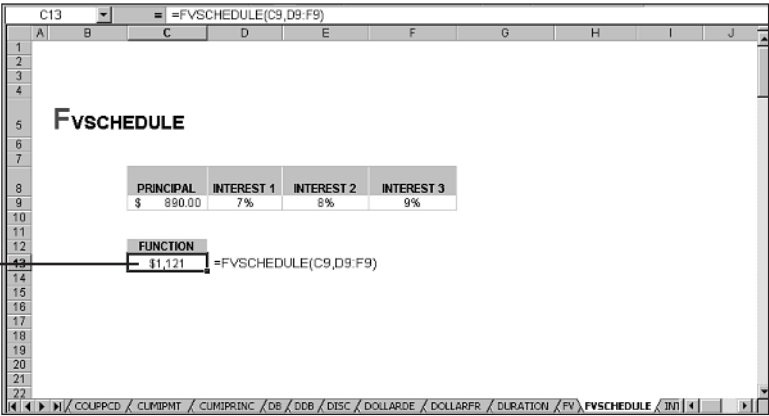 C13 = =FVSCHEDULE(C9,D9:F9)
A B C D E F G H I J
1
2
3
4
5 FVSCHEDULE
6
7
8 PRINCIPAL INTEREST 1 INTEREST 2 INTEREST 3
9 $ 890.00 7% 8% 9%
10
11
12 FUNCTION
13 $1,121 =FVSCHEDULE(C9,D9:F9)
14
15
16
17
18
19
20
21
22
COUPPCD CUMIPMT CUMIPRINC DB DDB DISC DOLLARDE DOLLARFR DURATION FV FVSCHEDULE INT